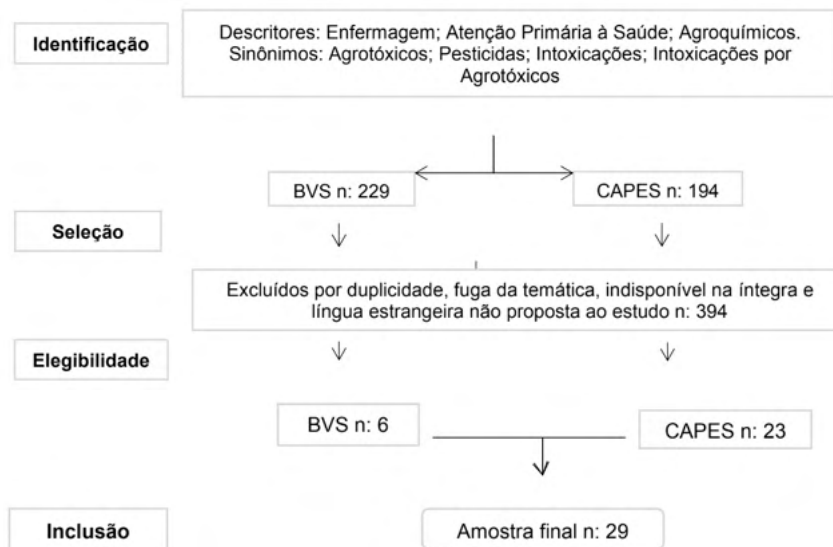 Identificação
Descritores: Enfermagem; Atenção Primária à Saúde; Agroquímicos.
Sinônimos: Agrotóxicos; Pesticidas; Intoxicações; Intoxicações por
Agrotóxicos
BVS n: 229
CAPES n: 194
Seleção
Excluídos por duplicidade, fuga da temática, indisponível na íntegra e
língua estrangeira não proposta ao estudo n: 394
Elegibilidade
BVS n: 6
CAPES n: 23
Inclusão
Amostra final n: 29